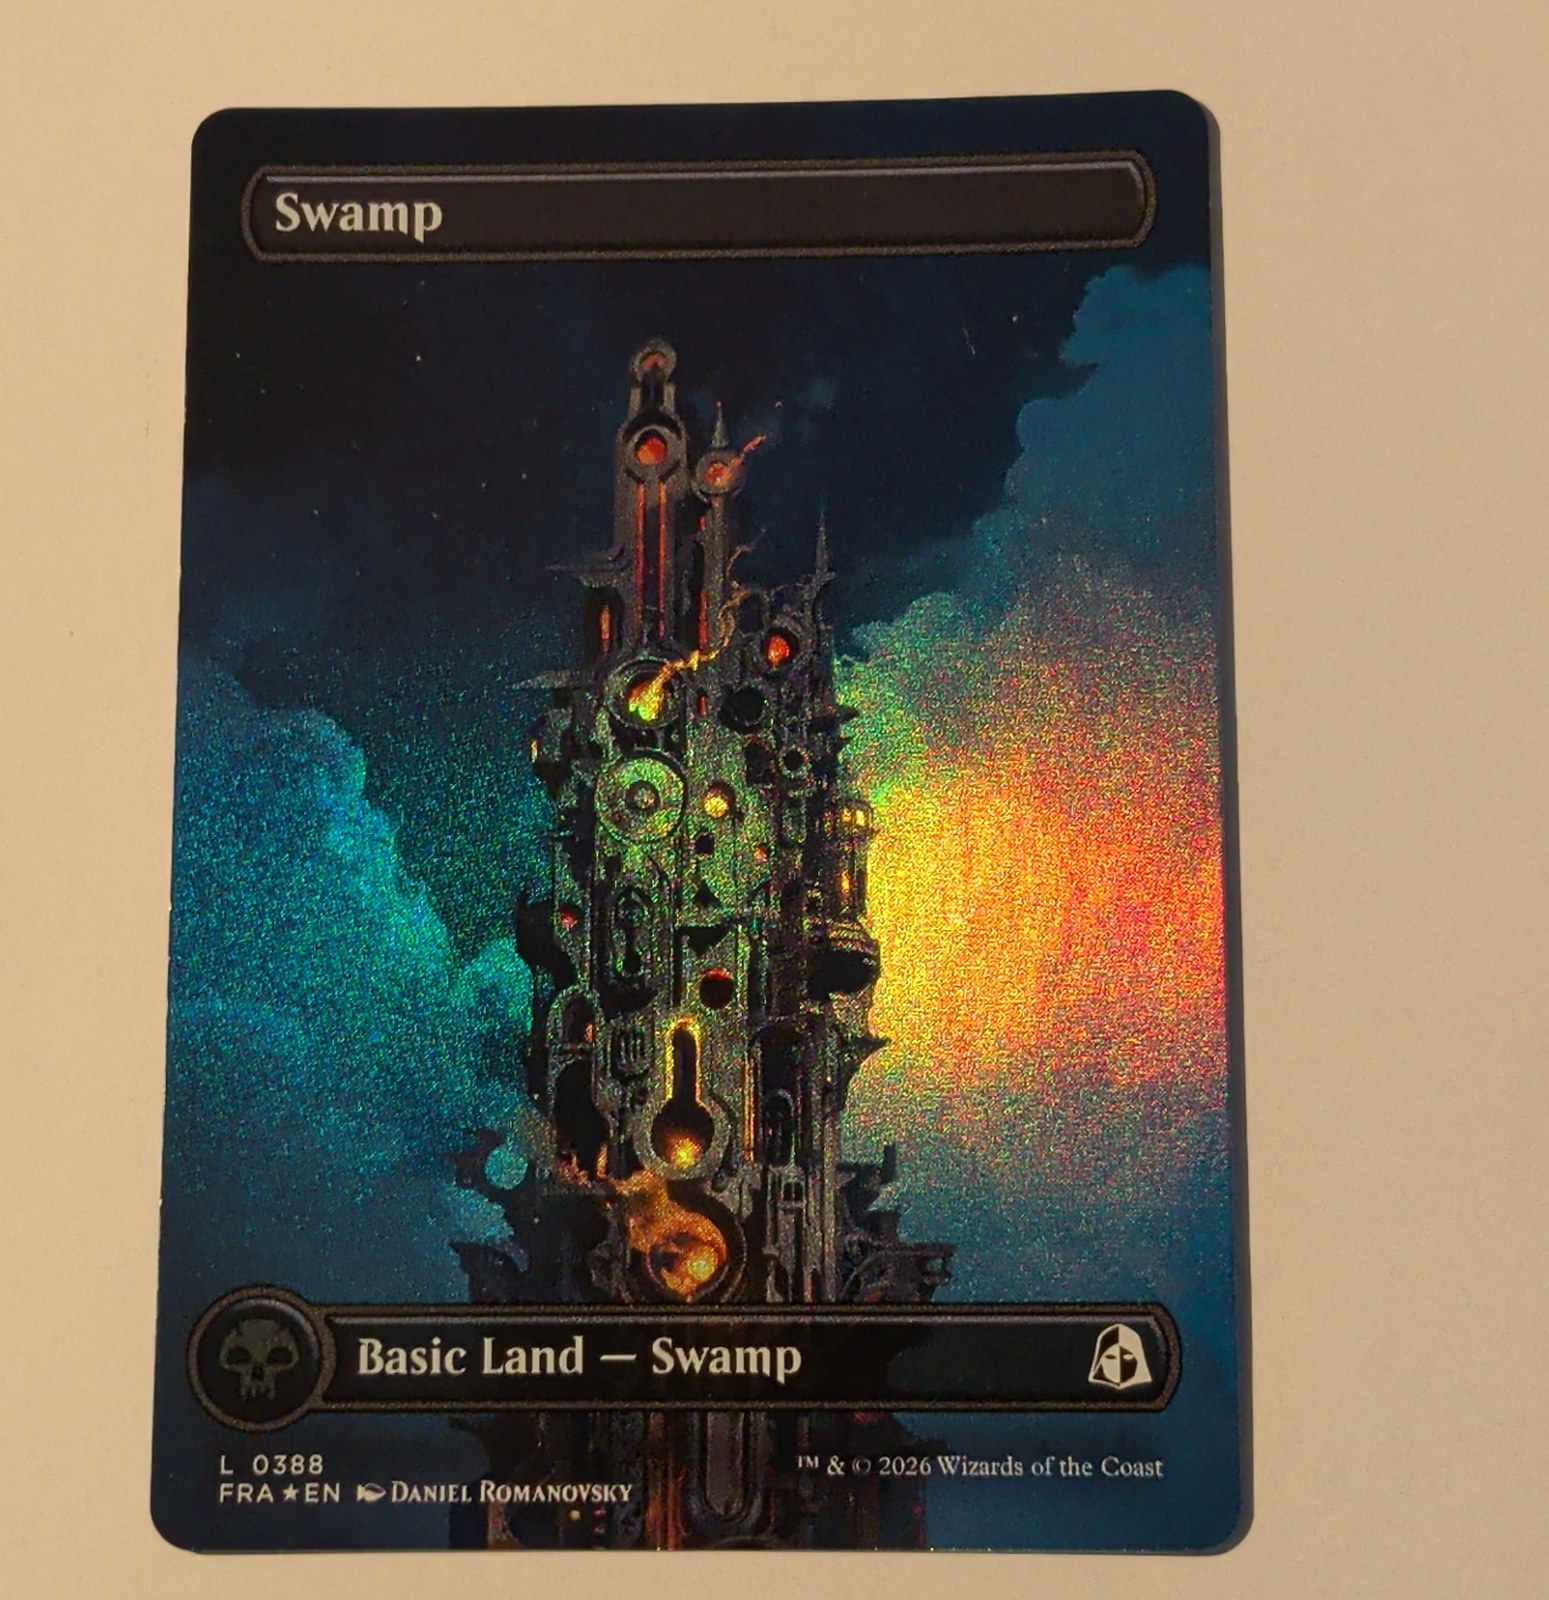 Swamp
Basic Land — Swamp
L 0388
FRA★EN DANIEL ROMANOVSKY
™ & © 2026 Wizards of the Coast